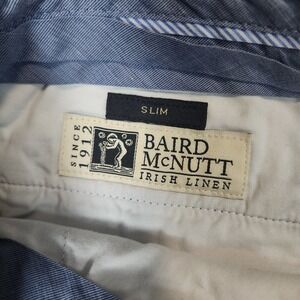 SLIM
SINCE
1912
BAIRD
McNUTT
IRISH LINEN